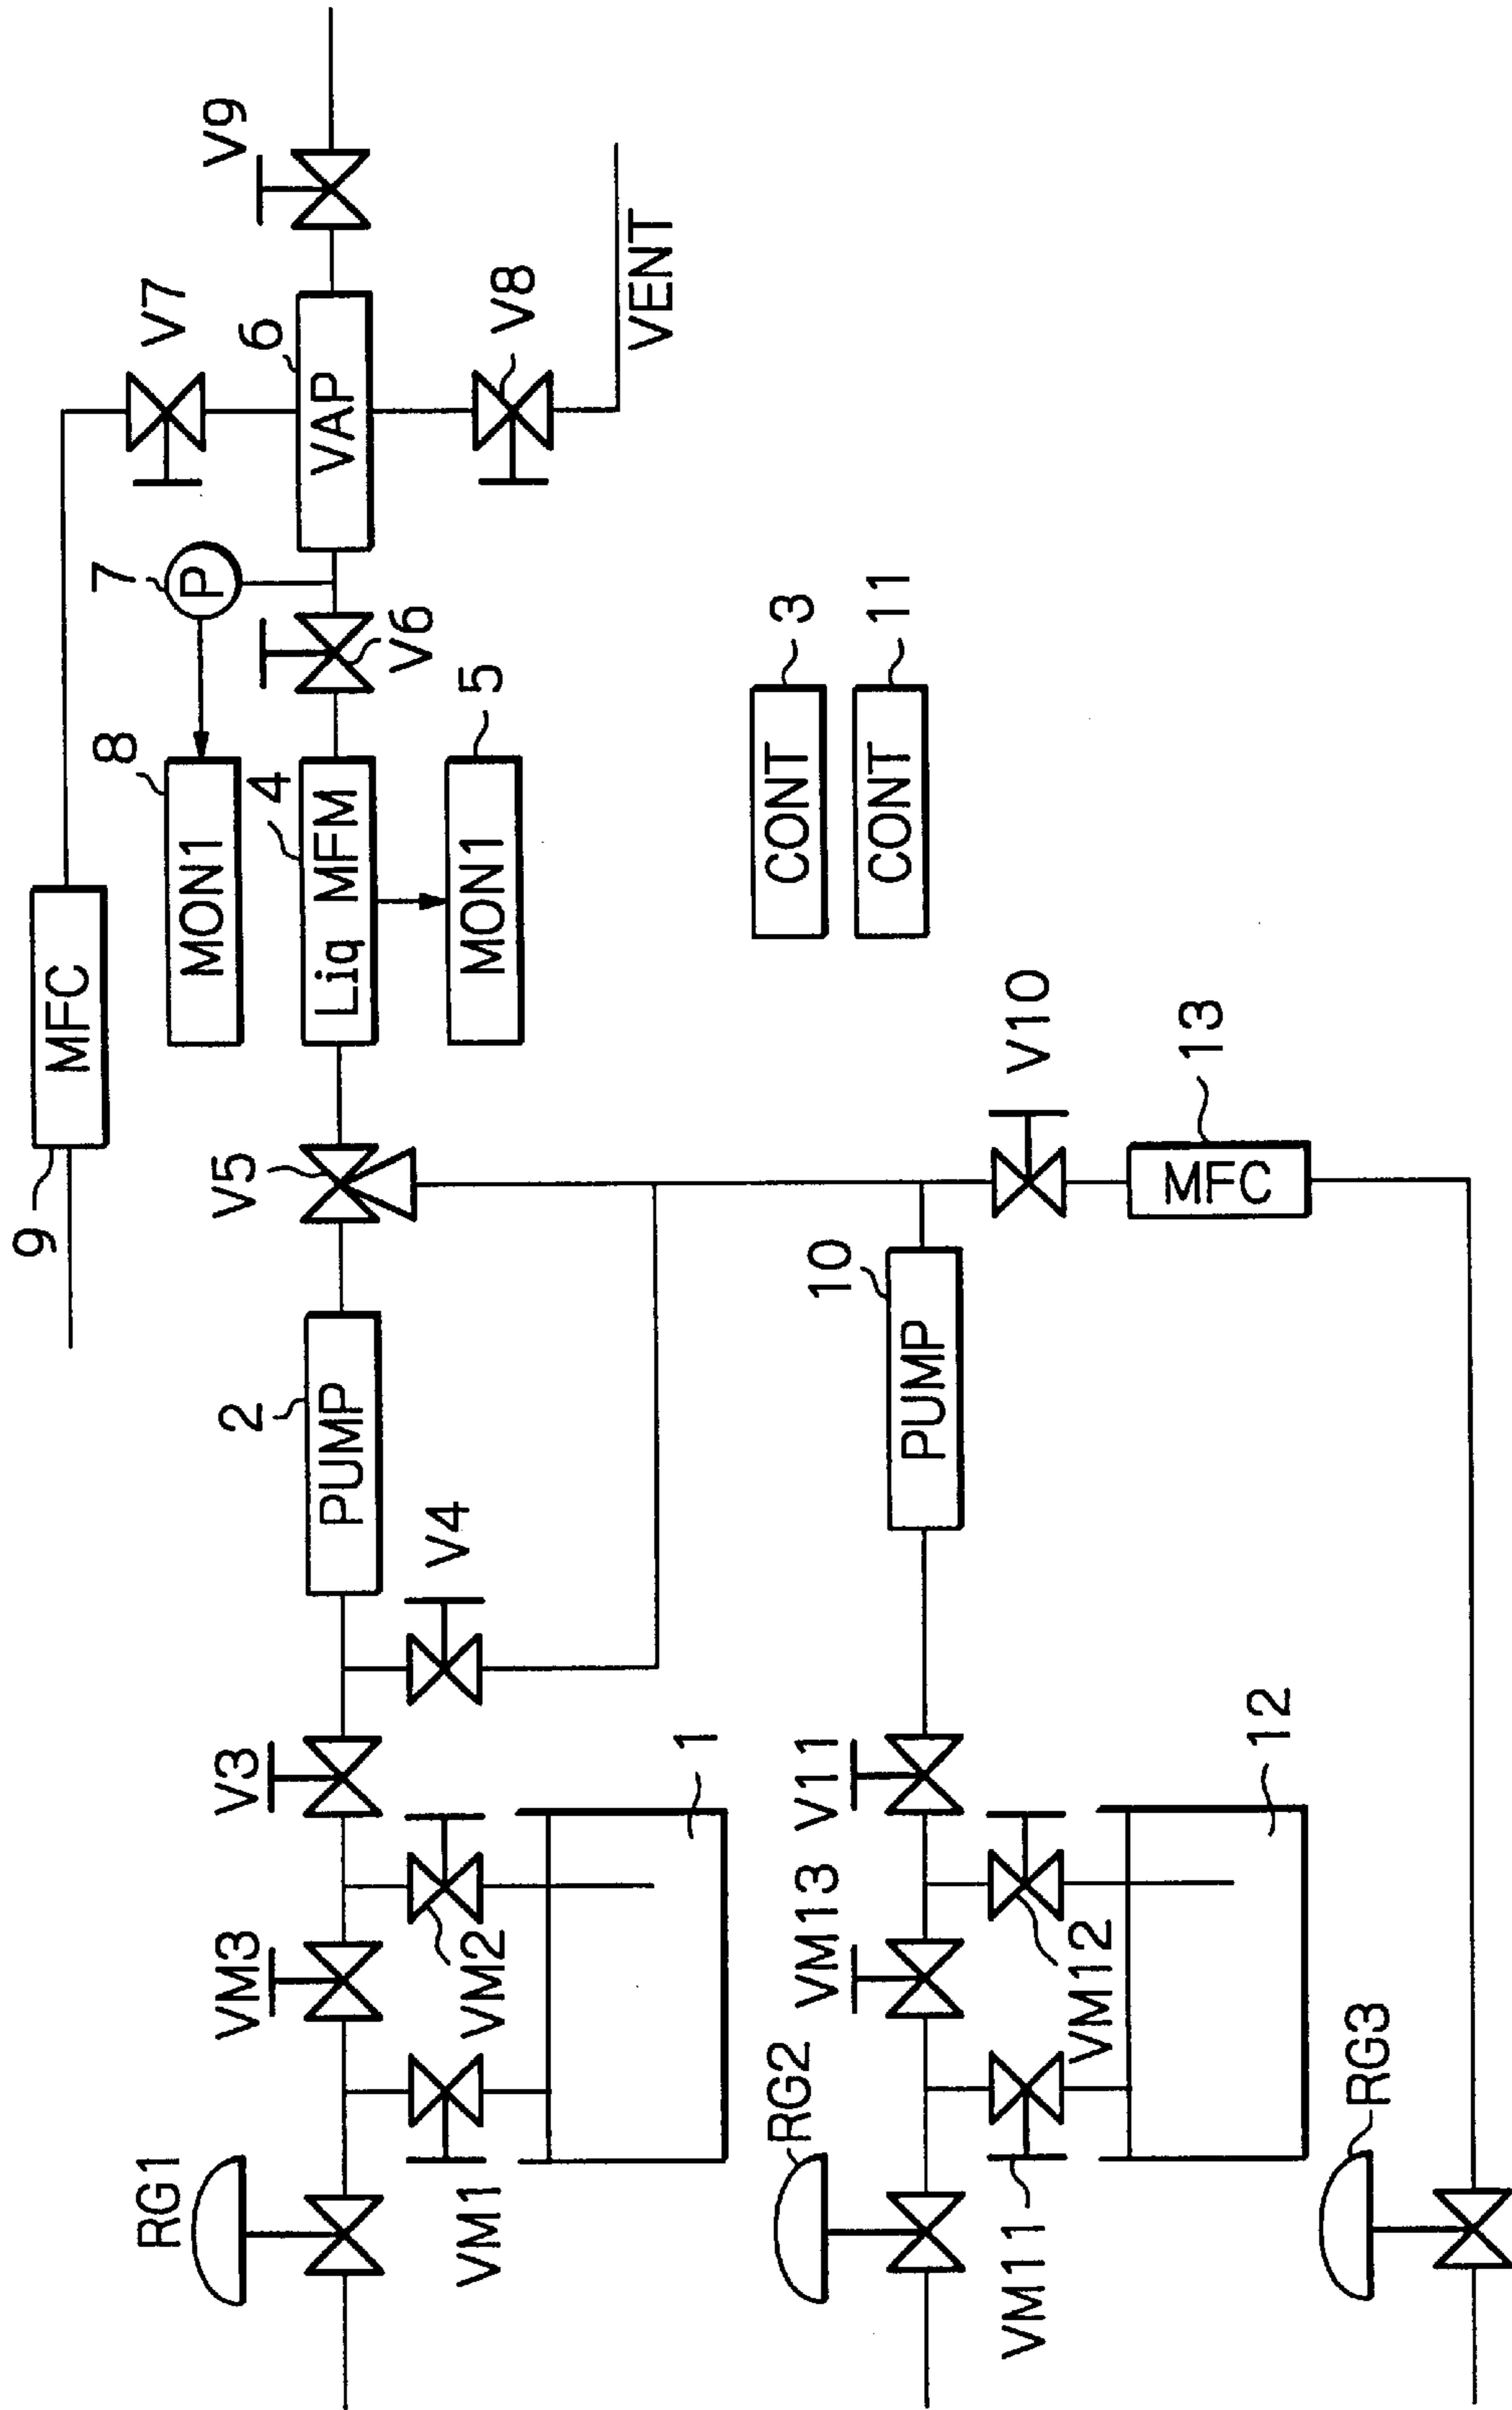 V9
V7
6
VAP
V8
VENT
7
P
V6
8
MON1
4
Liq MFM
5
MON1
3
CONT
11
CONT
MFC
9
V5
V10
13
MFC
2
PUMP
10
PUMP
V4
V3
1
V11
12
VM3
VM2
VM13
VM12
RG1
VM1
RG2
VM11
RG3